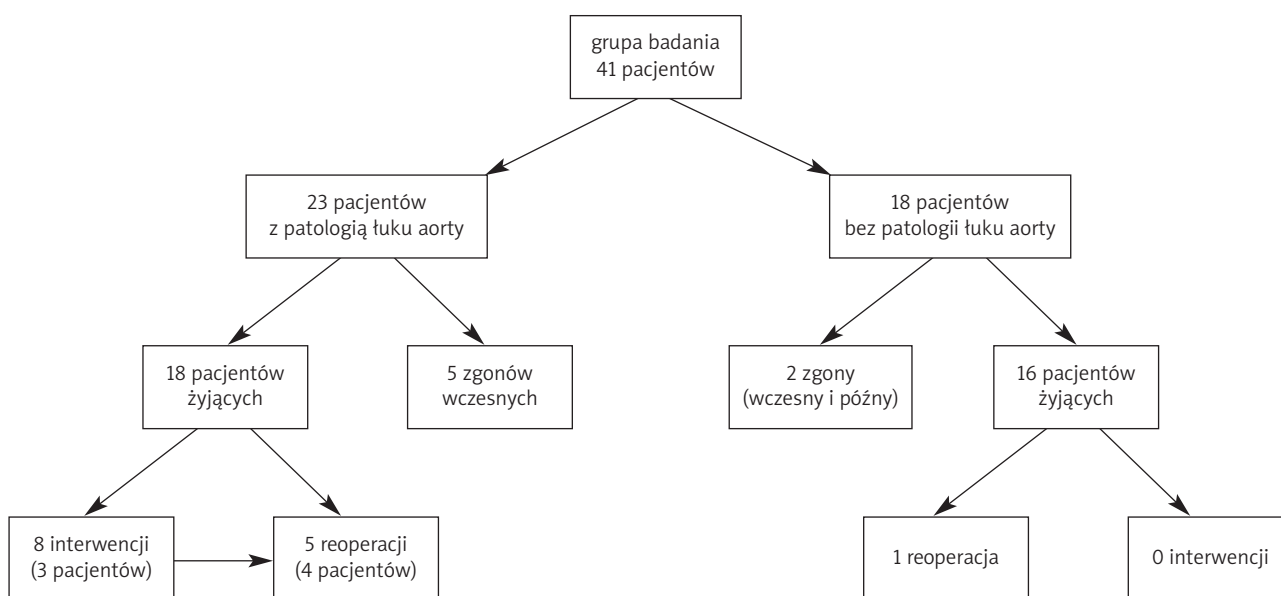 grupa badania
41 pacjentów
23 pacjentów
z patologią łuku aorty
18 pacjentów
bez patologii łuku aorty
18 pacjentów
żyjących
5 zgonów
wczesnych
2 zgony
(wczesny i późny)
16 pacjentów
żyjących
8 interwencji
(3 pacjentów)
5 reoperacji
(4 pacjentów)
1 reoperacja
0 interwencji